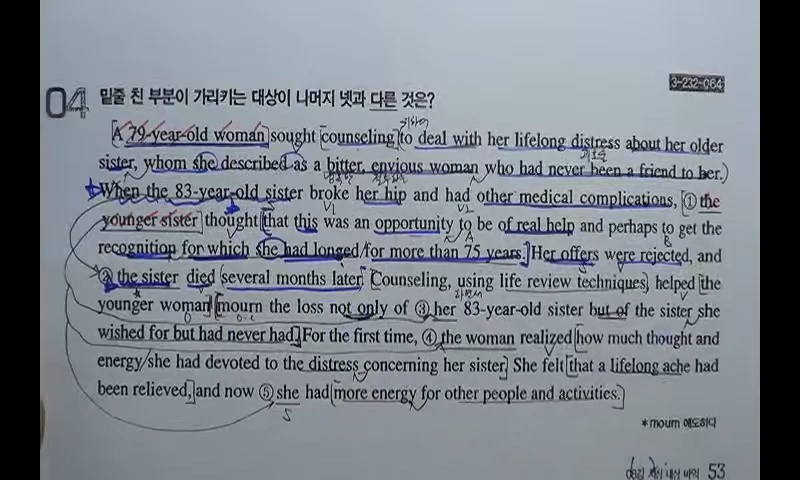 3-232-064
04 밑줄 친 부분이 가리키는 대상이 나머지 넷과 다른 것은?
A 79-year-old woman sought counseling to deal with her lifelong distress about her older
sister, whom she described as a bitter, envious woman who had never been a friend to her.
When the 83-year-old sister broke her hip and had other medical complications, ① the
younger sister thought that this was an opportunity to be of real help and perhaps to get the
recognition for which she had longed for more than 75 years. Her offers were rejected, and
② the sister died several months later. Counseling, using life review techniques, helped the
younger woman mourn the loss not only of ③ her 83-year-old sister but of the sister she
wished for but had never had. For the first time, ④ the woman realized how much thought and
energy she had devoted to the distress concerning her sister. She felt that a lifelong ache had
been relieved, and now ⑤ she had more energy for other people and activities.
S
* mourn 애도하다
53